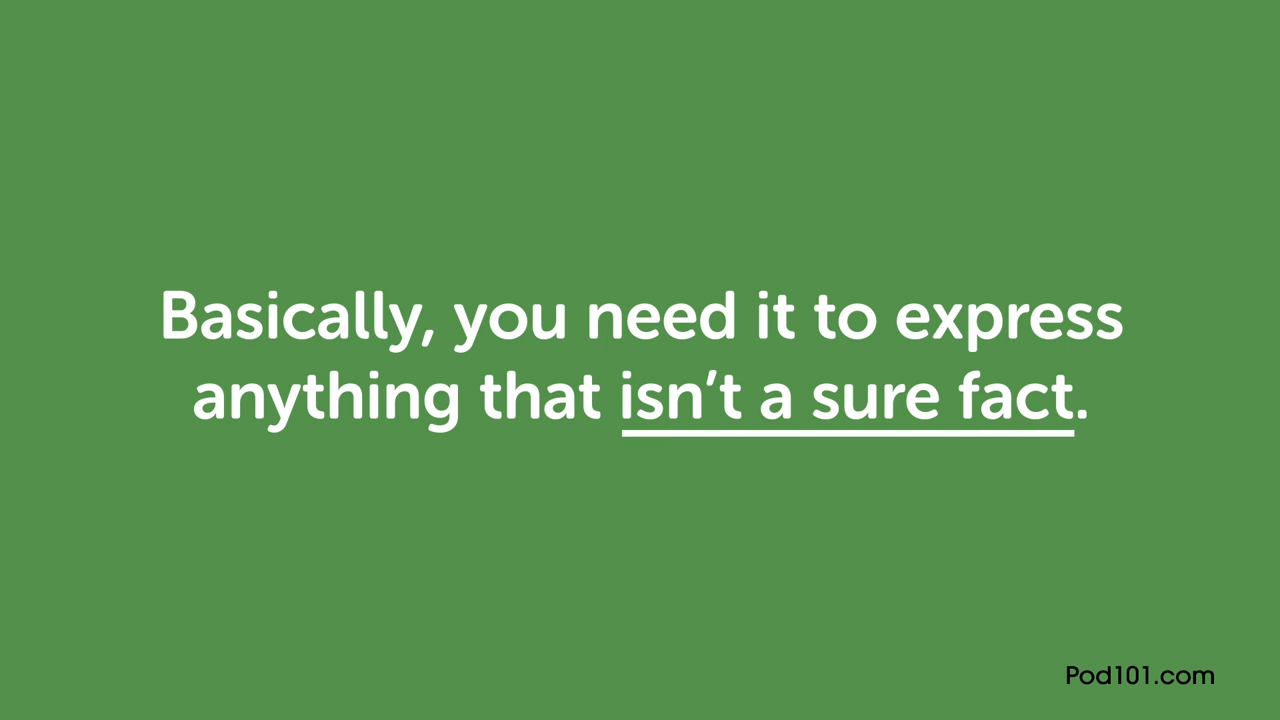 Basically, you need it to express
anything that isn’t a sure fact.
Pod101.com